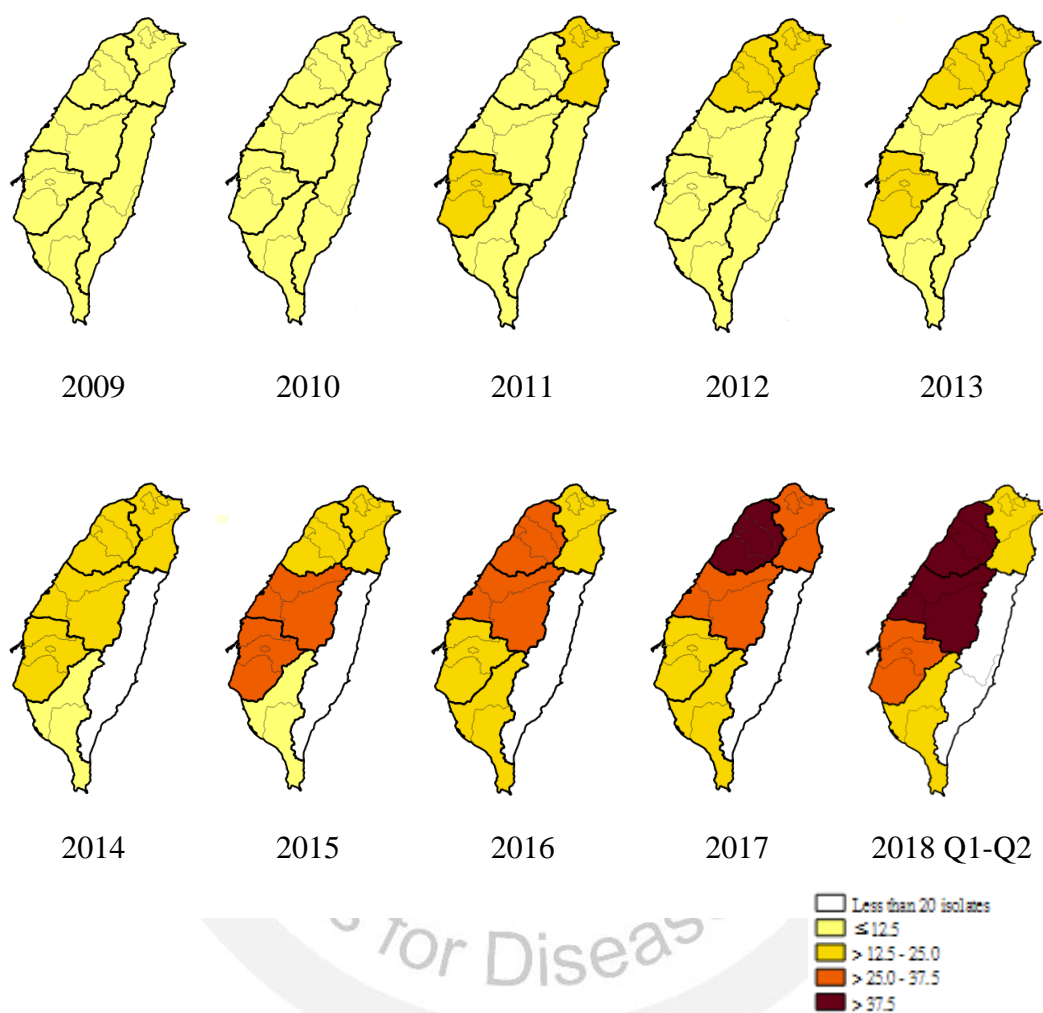 2009 2010 2011 2012 2013
2014 2015 2016 2017 2018 Q1-Q2
Less than 20 isolates
≤12.5
> 12.5 - 25.0
> 25.0 - 37.5
> 37.5
s for Diseas